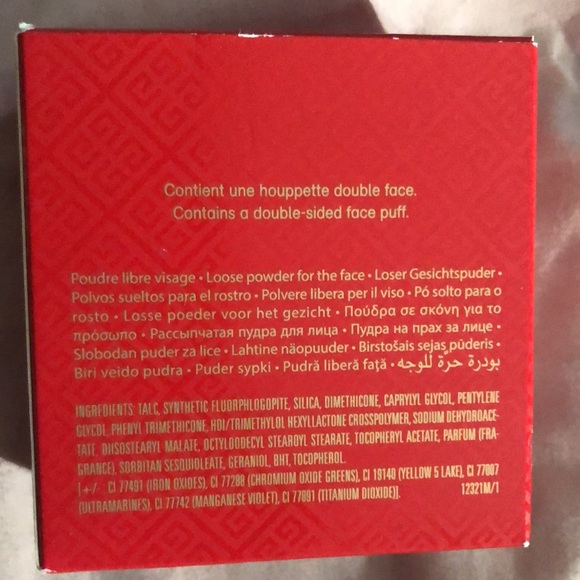 Contient une houppette double face.
Contains a double-sided face puff.
Poudre libre visage • Loose powder for the face • Loser Gesichtspuder •
Polvos sueltos para el rostro • Polvere libera per il viso • Pó solto para o
rosto • Losse poeder voor het gezicht • Πούδρα σε σκόνη για το
πρόσωπο • Рассыпчатая пудра для лица • Пудра на прах за лице •
Slobodan puder za lice • Lahtine näopuuder • Birstošais sejas pūderis •
Biri veido pudra • Puder sypki • Pudră liberă față • بودرة حرّة للوجه
INGREDIENTS: TALC, SYNTHETIC FLUORPHLOGOPITE, SILICA, DIMETHICONE, CAPRYLYL GLYCOL, PENTYLENE
GLYCOL, PHENYL TRIMETHICONE, HDI/TRIMETHYLOL HEXYLLACTONE CROSSPOLYMER, SODIUM DEHYDROACE-
TATE, DIISOSTEARYL MALATE, OCTYLDODECYL STEAROYL STEARATE, TOCOPHERYL ACETATE, PARFUM (FRA-
GRANCE), SORBITAN SESQUIOLEATE, GERANIOL, BHT, TOCOPHEROL.
[+/- CI 77491 (IRON OXIDES), CI 77288 (CHROMIUM OXIDE GREENS), CI 19140 (YELLOW 5 LAKE), CI 77007
(ULTRAMARINES), CI 77742 (MANGANESE VIOLET), CI 77891 (TITANIUM DIOXIDE)]. 12321M/1